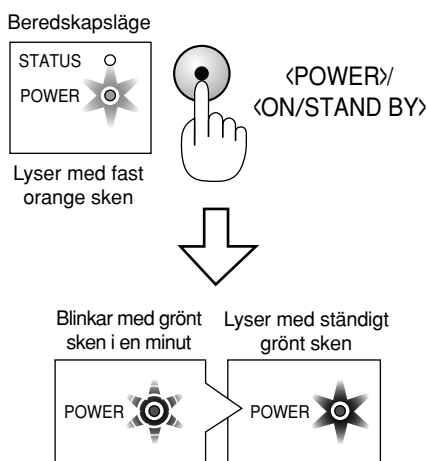 Beredskapsläge
STATUS
POWER
Lyser med fast
orange sken
〈POWER〉/
〈ON/STAND BY〉
Blinkar med grönt
sken i en minut
Lyser med ständigt
grönt sken
POWER
POWER